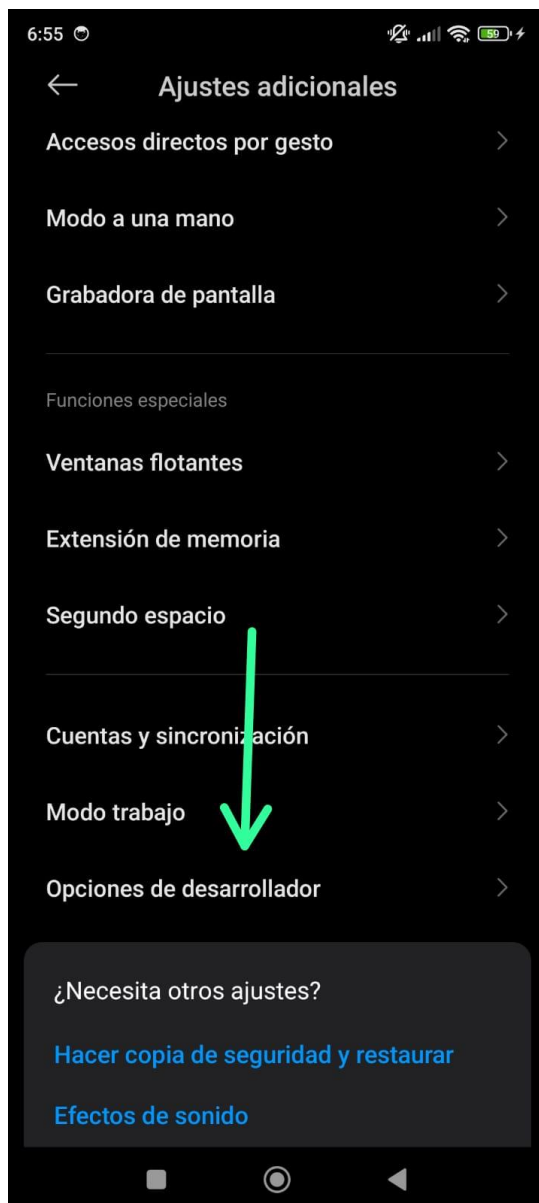 6:55
59
Ajustes adicionales
Accesos directos por gesto
Modo a una mano
Grabadora de pantalla
Funciones especiales
Ventanas flotantes
Extensión de memoria
Segundo espacio
Cuentas y sincronización
Modo trabajo
Opciones de desarrollador
¿Necesita otros ajustes?
Hacer copia de seguridad y restaurar
Efectos de sonido